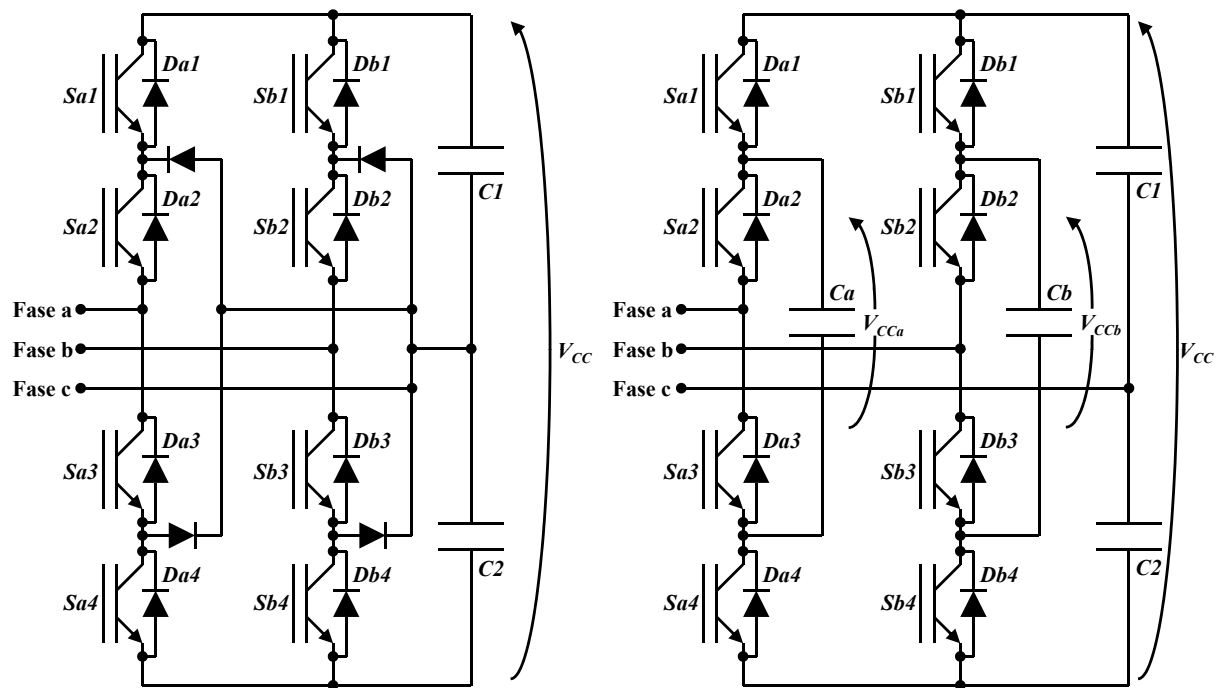 Da1
Db1
Sa1
Sb1
Da2
Db2
C1
Sa2
Sb2
Fase a
Fase b
Fase c
VCC
Da3
Db3
Sa3
Sb3
Da4
Db4
C2
Sa4
Sb4
Da1
Db1
Sa1
Sb1
Da2
Db2
C1
Sa2
Sb2
Ca
Cb
Fase a
VCCa
VCCb
Fase b
VCC
Fase c
Da3
Db3
Sa3
Sb3
Da4
Db4
C2
Sa4
Sb4